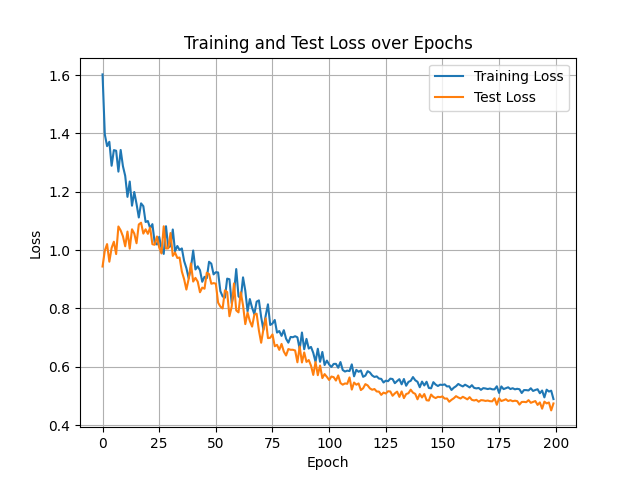 Training and Test Loss over Epochs
Training Loss
Test Loss
1.6
1.4
1.2
1.0
0.8
0.6
0.4
Loss
0 25 50 75 100 125 150 175 200
Epoch